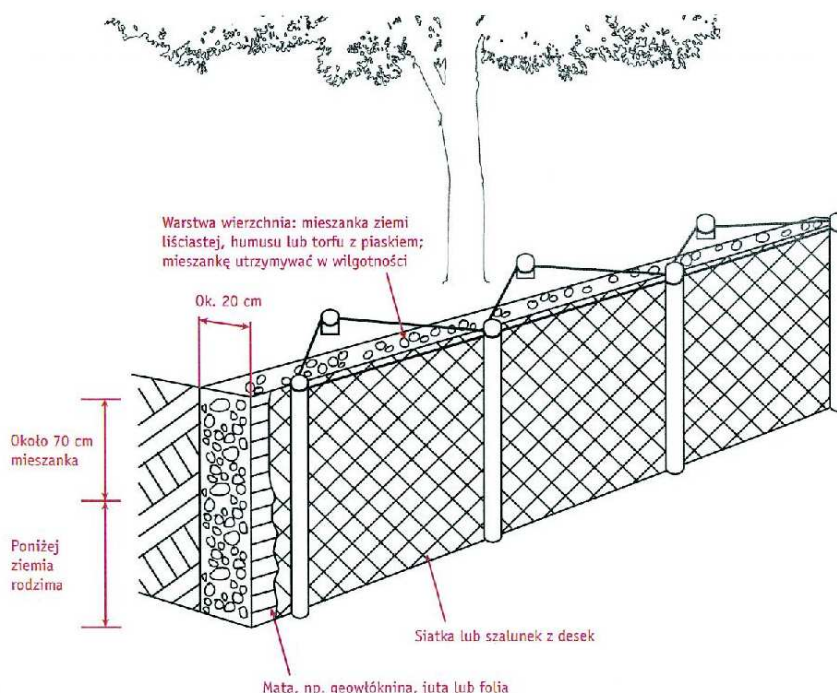 Warstwa wierzchnia: mieszanka ziemi
liściastej, humusu lub torfu z piaskiem;
mieszankę utrzymywać w wilgotności
Ok. 20 cm
Około 70 cm
mieszanka
Poniżej
ziemia
rodzima
Siatka lub szalunek z desek
Mata, np. geowłóknina, juta lub folia